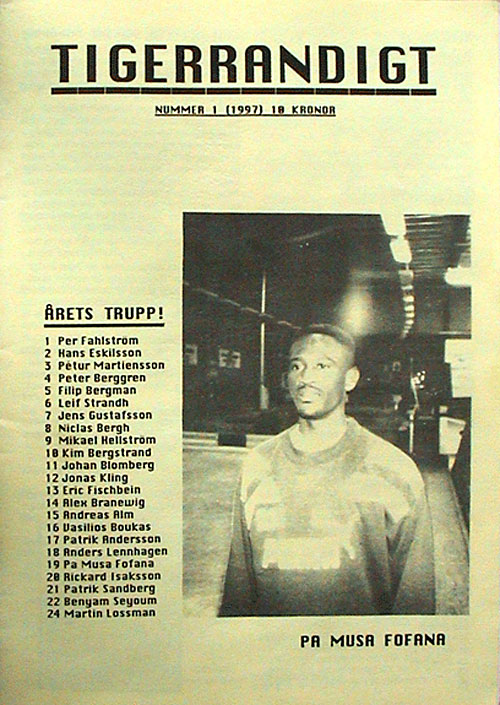 TIGERRANDIGT
NUMMER 1 (1997) 10 KRONOR
ÅRETS TRUPP!
1 Per Fahlström
2 Hans Eskilsson
3 Pétur Marteinsson
4 Peter Berggren
5 Filip Bergman
6 Leif Strandh
7 Jens Gustafsson
8 Niclas Bergh
9 Mikael Hellström
10 Kim Bergstrand
11 Johan Blomberg
12 Jonas Kling
13 Eric Fischbein
14 Alex Branewig
15 Andreas Alm
16 Vasilios Boukas
17 Patrik Andersson
18 Anders Lennhagen
19 Pa Musa Fofana
20 Rickard Isaksson
21 Patrik Sandberg
22 Benyam Seyoum
24 Martin Lossman
PA MUSA FOFANA